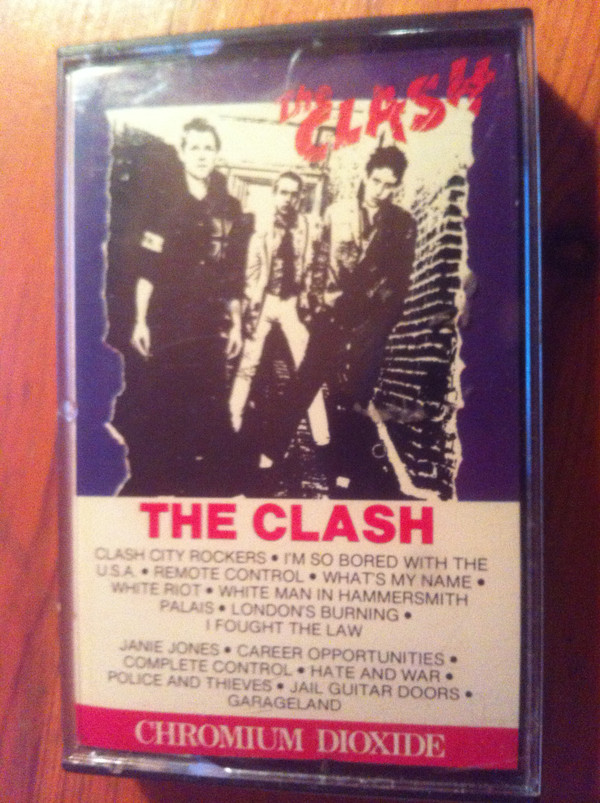 The CLASH
THE CLASH
CLASH CITY ROCKERS • I'M SO BORED WITH THE
U.S.A. • REMOTE CONTROL • WHAT'S MY NAME •
WHITE RIOT • WHITE MAN IN HAMMERSMITH
PALAIS • LONDON'S BURNING •
I FOUGHT THE LAW
JANIE JONES • CAREER OPPORTUNITIES •
COMPLETE CONTROL • HATE AND WAR •
POLICE AND THIEVES • JAIL GUITAR DOORS •
GARAGELAND
CHROMIUM DIOXIDE